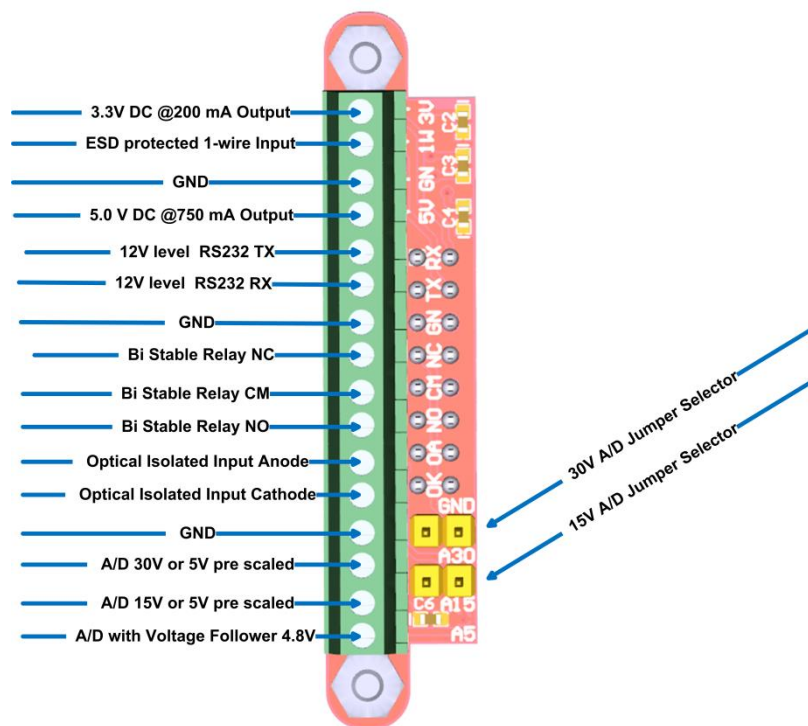 3.3V DC @200 mA Output
ESD protected 1-wire Input
GND
5.0 V DC @750 mA Output
12V level RS232 TX
12V level RS232 RX
GND
Bi Stable Relay NC
Bi Stable Relay CM
Bi Stable Relay NO
Optical Isolated Input Anode
Optical Isolated Input Cathode
GND
A/D 30V or 5V pre scaled
A/D 15V or 5V pre scaled
A/D with Voltage Follower 4.8V
3V
1W
GN
5V
C2
C3
C4
RX
TX
GN
NC
CM
NO
OA
OK
GND
A30
C6 A15
A5
30V A/D Jumper Selector
15V A/D Jumper Selector